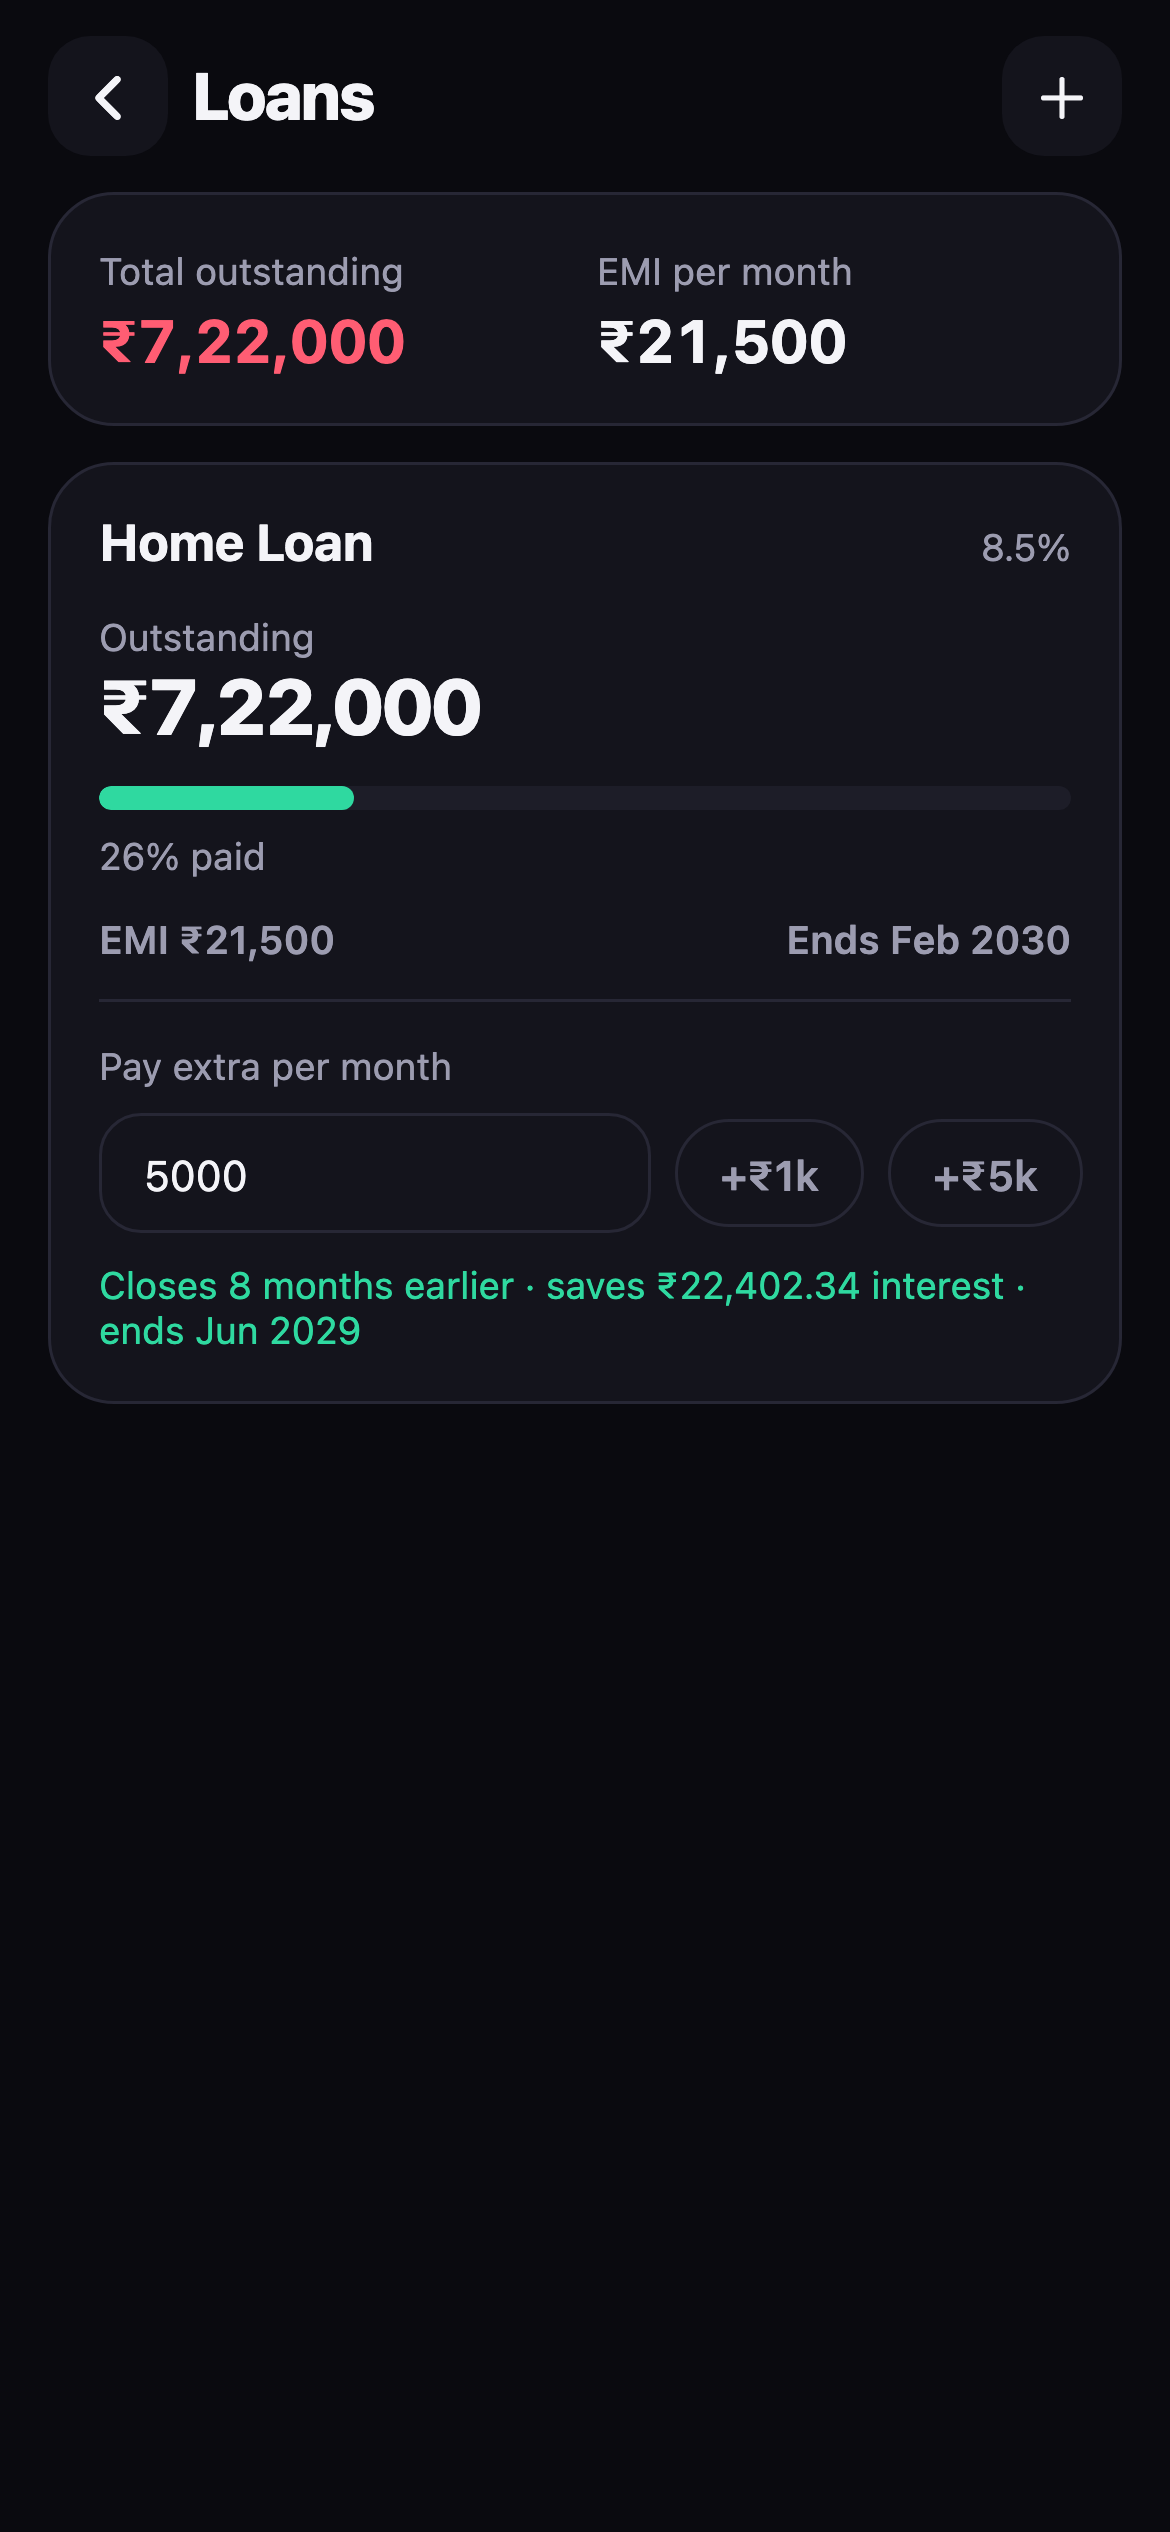 Loans
Total outstanding
EMI per month
₹7,22,000
₹21,500
Home Loan
8.5%
Outstanding
₹7,22,000
26% paid
EMI ₹21,500
Ends Feb 2030
Pay extra per month
5000
+₹1k
+₹5k
Closes 8 months earlier · saves ₹22,402.34 interest ·
ends Jun 2029